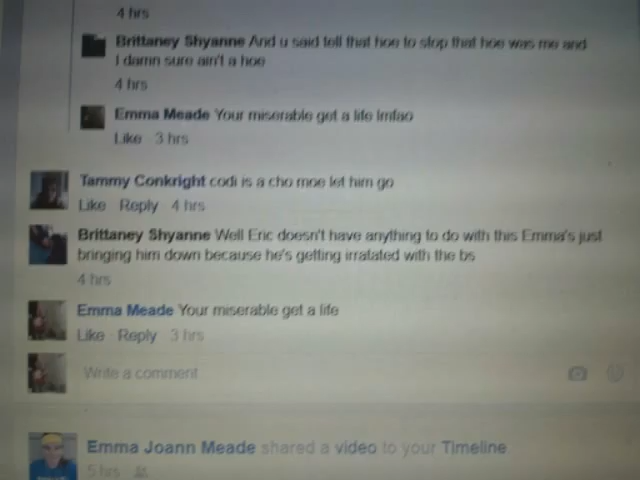 4 hrs
Brittaney Shyanne And u said tell that hoe to stop that hoe was me and
I damn sure ain't a hoe
4 hrs
Emma Meade Your miserable get a life lmfao
Like 3 hrs
Tammy Conkright codi is a cho moe let him go
Like Reply 4 hrs
Brittaney Shyanne Well Eric doesn't have anything to do with this Emma's just
bringing him down because he's getting irratated with the bs
4 hrs
Emma Meade Your miserable get a life
Like Reply 3 hrs
Write a comment
Emma Joann Meade shared a video to your Timeline
5 hrs